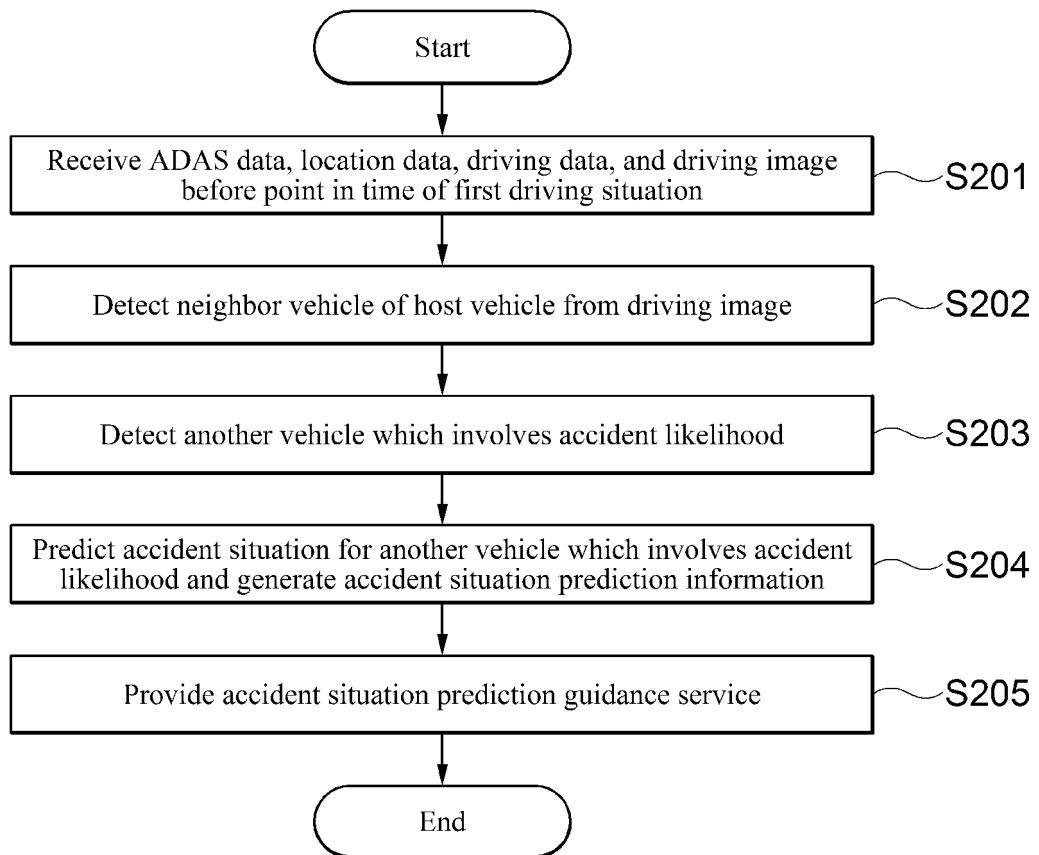 Start
Receive ADAS data, location data, driving data, and driving image
before point in time of first driving situation
S201
Detect neighbor vehicle of host vehicle from driving image
S202
Detect another vehicle which involves accident likelihood
S203
Predict accident situation for another vehicle which involves accident
likelihood and generate accident situation prediction information
S204
Provide accident situation prediction guidance service
S205
End